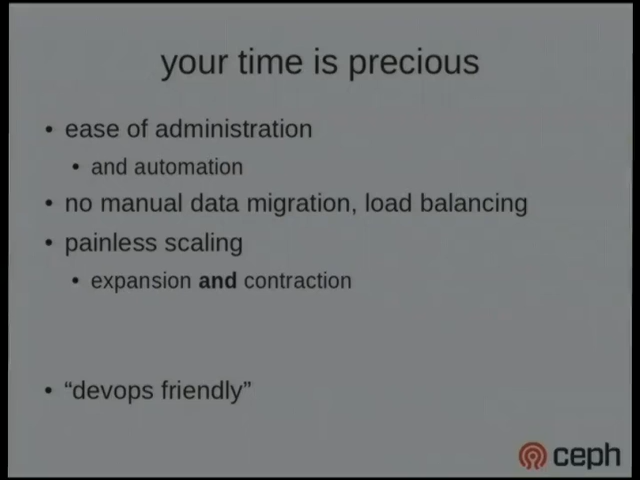 your time is precious
• ease of administration
• and automation
• no manual data migration, load balancing
• painless scaling
• expansion and contraction
• “devops friendly”
ceph